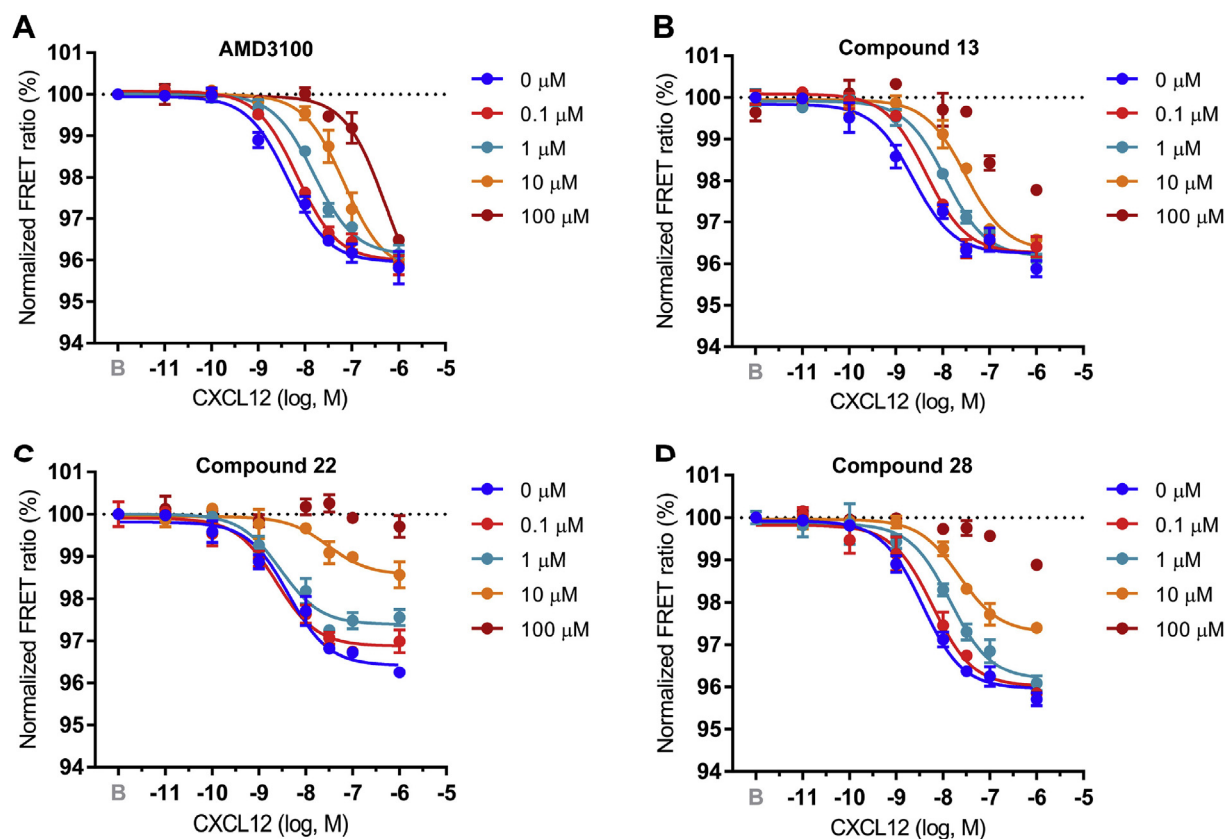 A
AMD3100
Normalized FRET ratio (%)
101
100
99
98
97
96
95
94
B -11 -10 -9 -8 -7 -6 -5
CXCL12 (log, M)
0 µM
0.1 µM
1 µM
10 µM
100 µM
B
Compound 13
Normalized FRET ratio (%)
101
100
99
98
97
96
95
94
B -11 -10 -9 -8 -7 -6 -5
CXCL12 (log, M)
0 µM
0.1 µM
1 µM
10 µM
100 µM
C
Compound 22
Normalized FRET ratio (%)
101
100
99
98
97
96
95
94
B -11 -10 -9 -8 -7 -6 -5
CXCL12 (log, M)
0 µM
0.1 µM
1 µM
10 µM
100 µM
D
Compound 28
Normalized FRET ratio (%)
101
100
99
98
97
96
95
94
B -11 -10 -9 -8 -7 -6 -5
CXCL12 (log, M)
0 µM
0.1 µM
1 µM
10 µM
100 µM